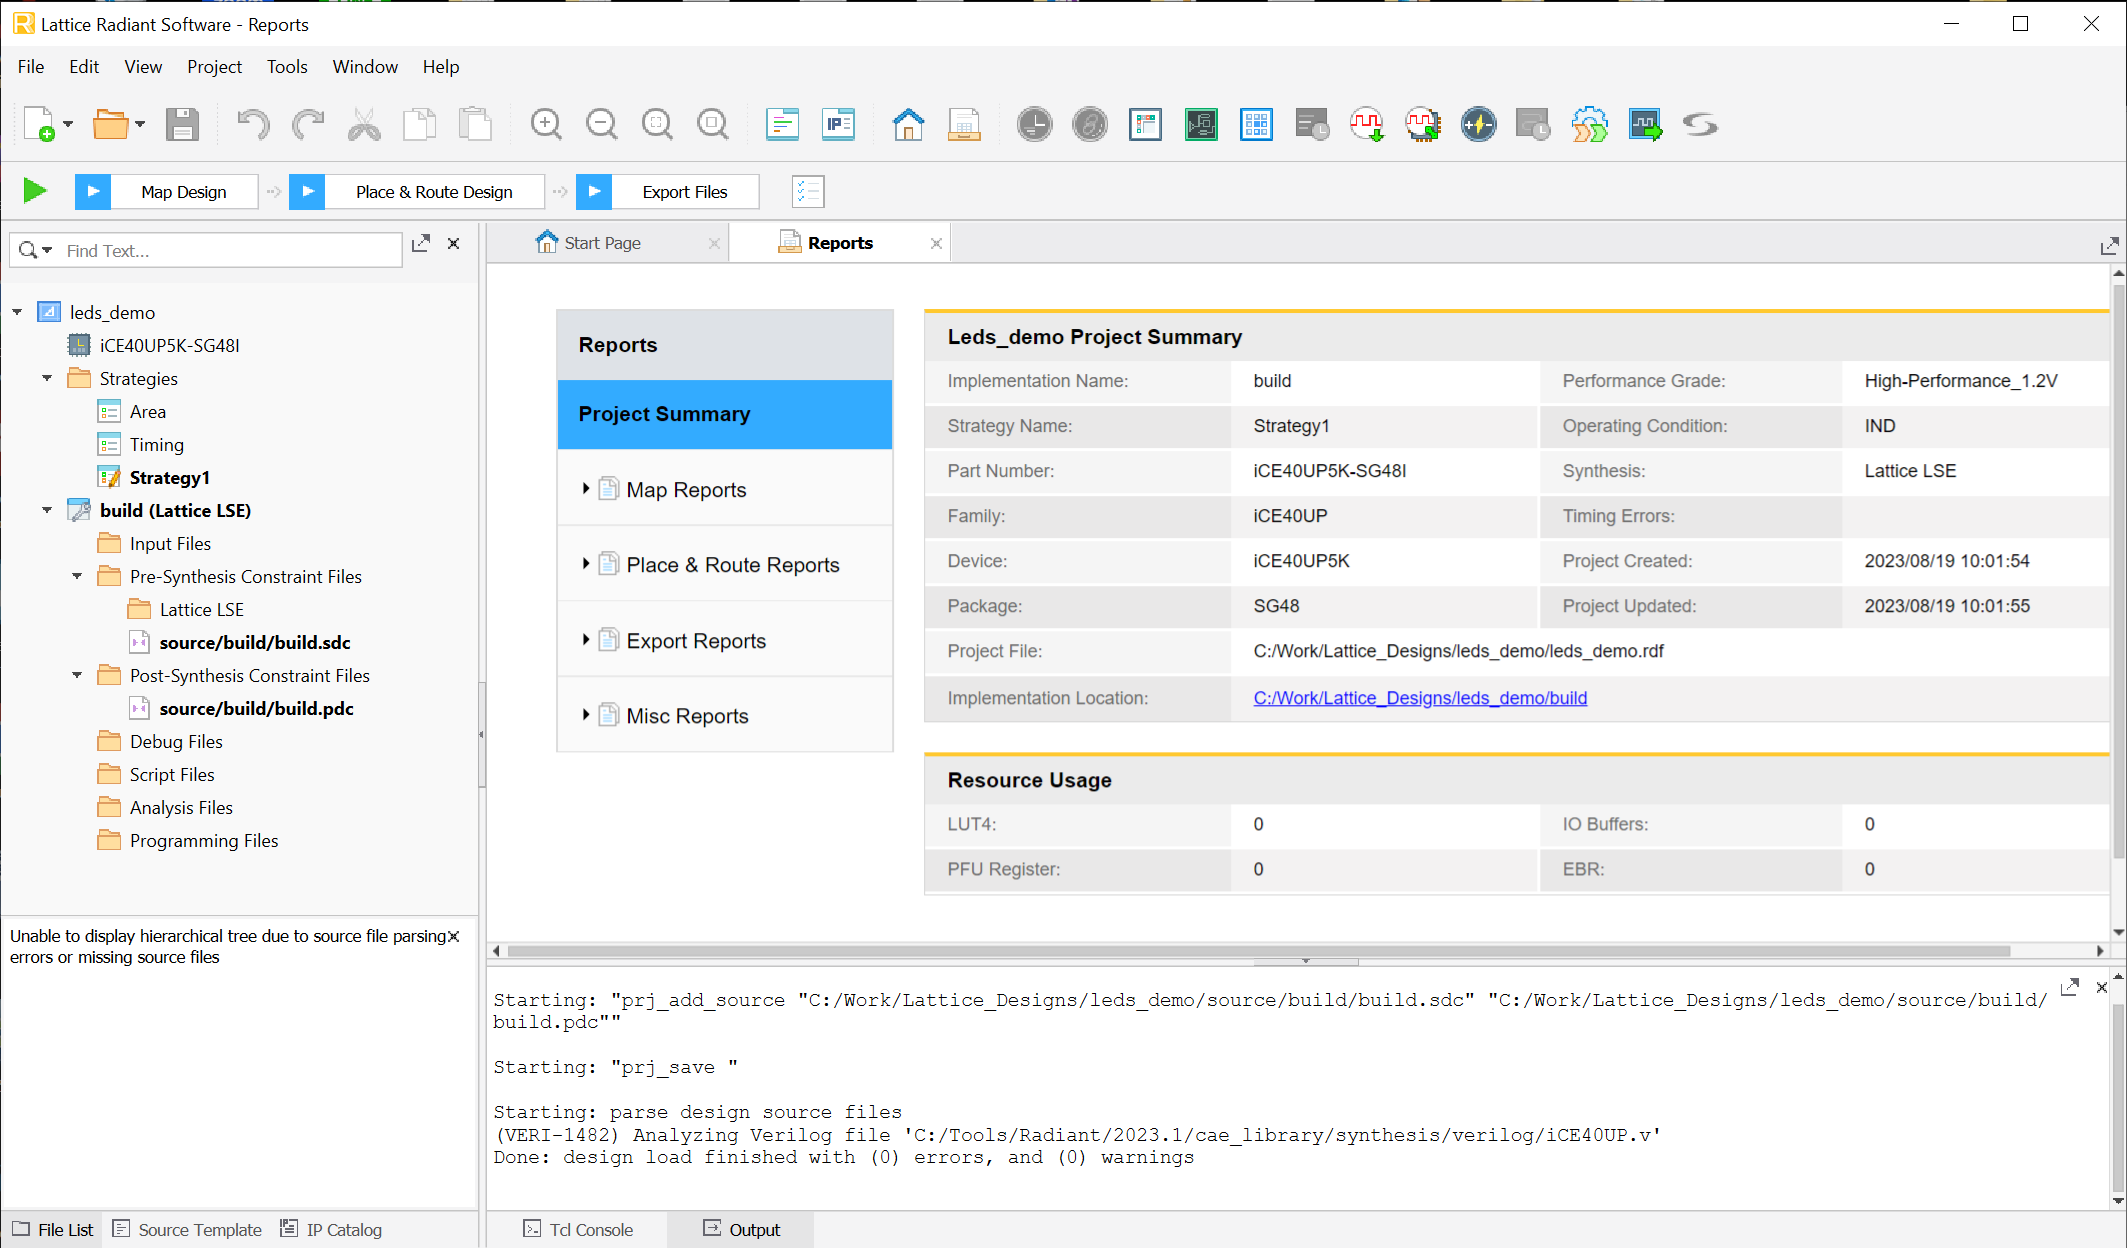 Lattice Radiant Software - Reports
File Edit View Project Tools Window Help
IP
Map Design Place & Route Design Export Files
Find Text...
leds_demo
iCE40UP5K-SG48I
Strategies
Area
Timing
Strategy1
build (Lattice LSE)
Input Files
Pre-Synthesis Constraint Files
Lattice LSE
source/build/build.sdc
Post-Synthesis Constraint Files
source/build/build.pdc
Debug Files
Script Files
Analysis Files
Programming Files
Unable to display hierarchical tree due to source file parsing
errors or missing source files
File List Source Template IP Catalog
Start Page Reports
Reports
Project Summary
Map Reports
Place & Route Reports
Export Reports
Misc Reports
Leds_demo Project Summary
Implementation Name: build Performance Grade: High-Performance_1.2V
Strategy Name: Strategy1 Operating Condition: IND
Part Number: iCE40UP5K-SG48I Synthesis: Lattice LSE
Family: iCE40UP Timing Errors:
Device: iCE40UP5K Project Created: 2023/08/19 10:01:54
Package: SG48 Project Updated: 2023/08/19 10:01:55
Project File: C:/Work/Lattice_Designs/leds_demo/leds_demo.rdf
Implementation Location: C:/Work/Lattice_Designs/leds_demo/build
Resource Usage
LUT4: 0 IO Buffers: 0
PFU Register: 0 EBR: 0
Starting: "prj_add_source "C:/Work/Lattice_Designs/leds_demo/source/build/build.sdc" "C:/Work/Lattice_Designs/leds_demo/source/build/
build.pdc""
Starting: "prj_save "
Starting: parse design source files
(VERI-1482) Analyzing Verilog file 'C:/Tools/Radiant/2023.1/cae_library/synthesis/verilog/iCE40UP.v'
Done: design load finished with (0) errors, and (0) warnings
Tcl Console Output